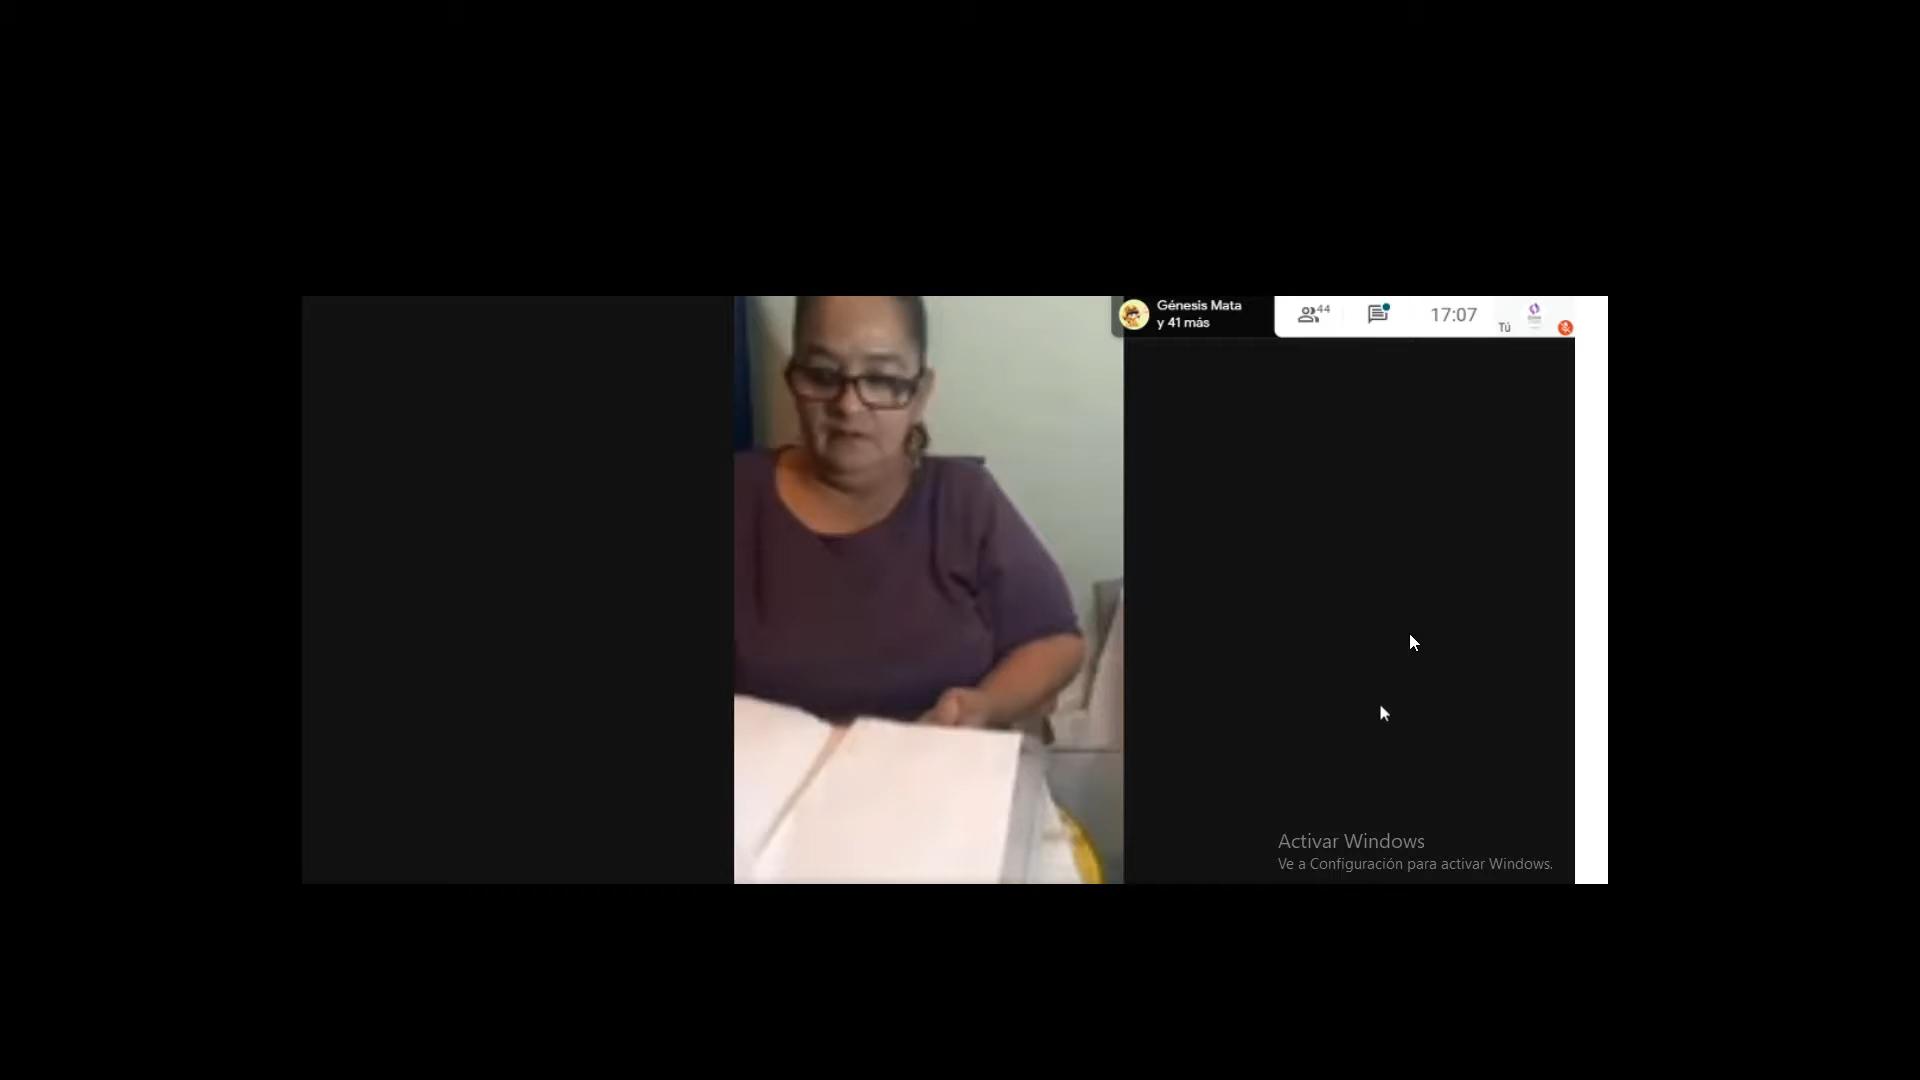 Génesis Mata
y 41 más
44
17:07
Tú
Activar Windows
Ve a Configuración para activar Windows.